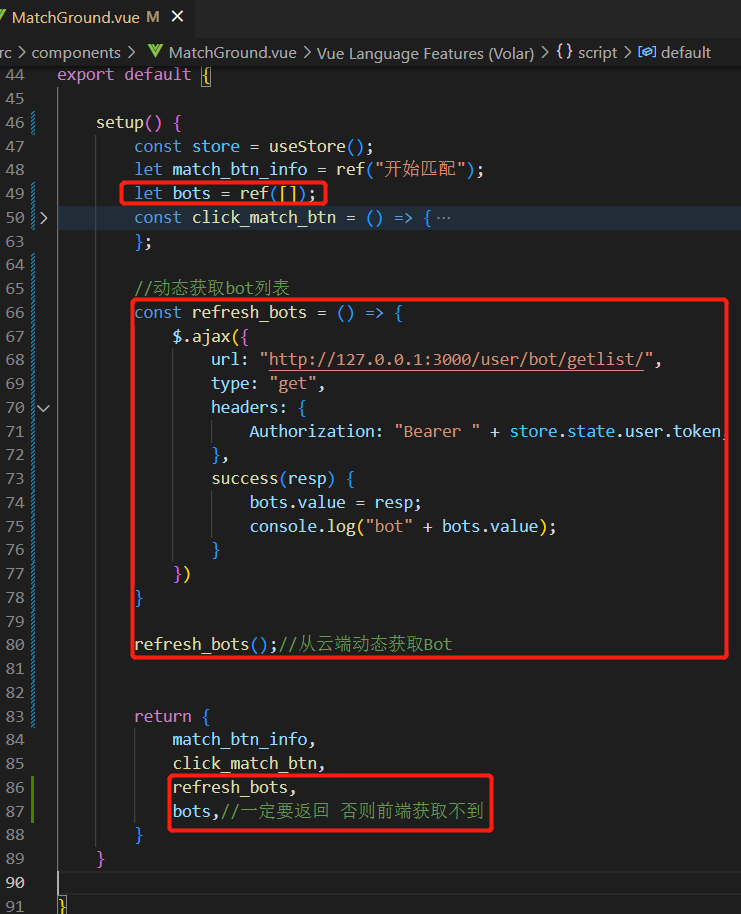 MatchGround.vue M ✕
rc > components > MatchGround.vue > Vue Language Features (Volar) > {} script > default
44 export default {
45
46 setup() {
47 const store = useStore();
48 let match_btn_info = ref("开始匹配");
49 let bots = ref([]);
50 const click_match_btn = () => { ⋯
63 };
64
65 //动态获取bot列表
66 const refresh_bots = () => {
67 $.ajax({
68 url: "http://127.0.0.1:3000/user/bot/getlist/",
69 type: "get",
70 headers: {
71 Authorization: "Bearer " + store.state.user.token,
72 },
73 success(resp) {
74 bots.value = resp;
75 console.log("bot" + bots.value);
76 }
77 })
78 }
79
80 refresh_bots();//从云端动态获取Bot
81
82
83 return {
84 match_btn_info,
85 click_match_btn,
86 refresh_bots,
87 bots,//一定要返回 否则前端获取不到
88 }
89 }
90
91 }